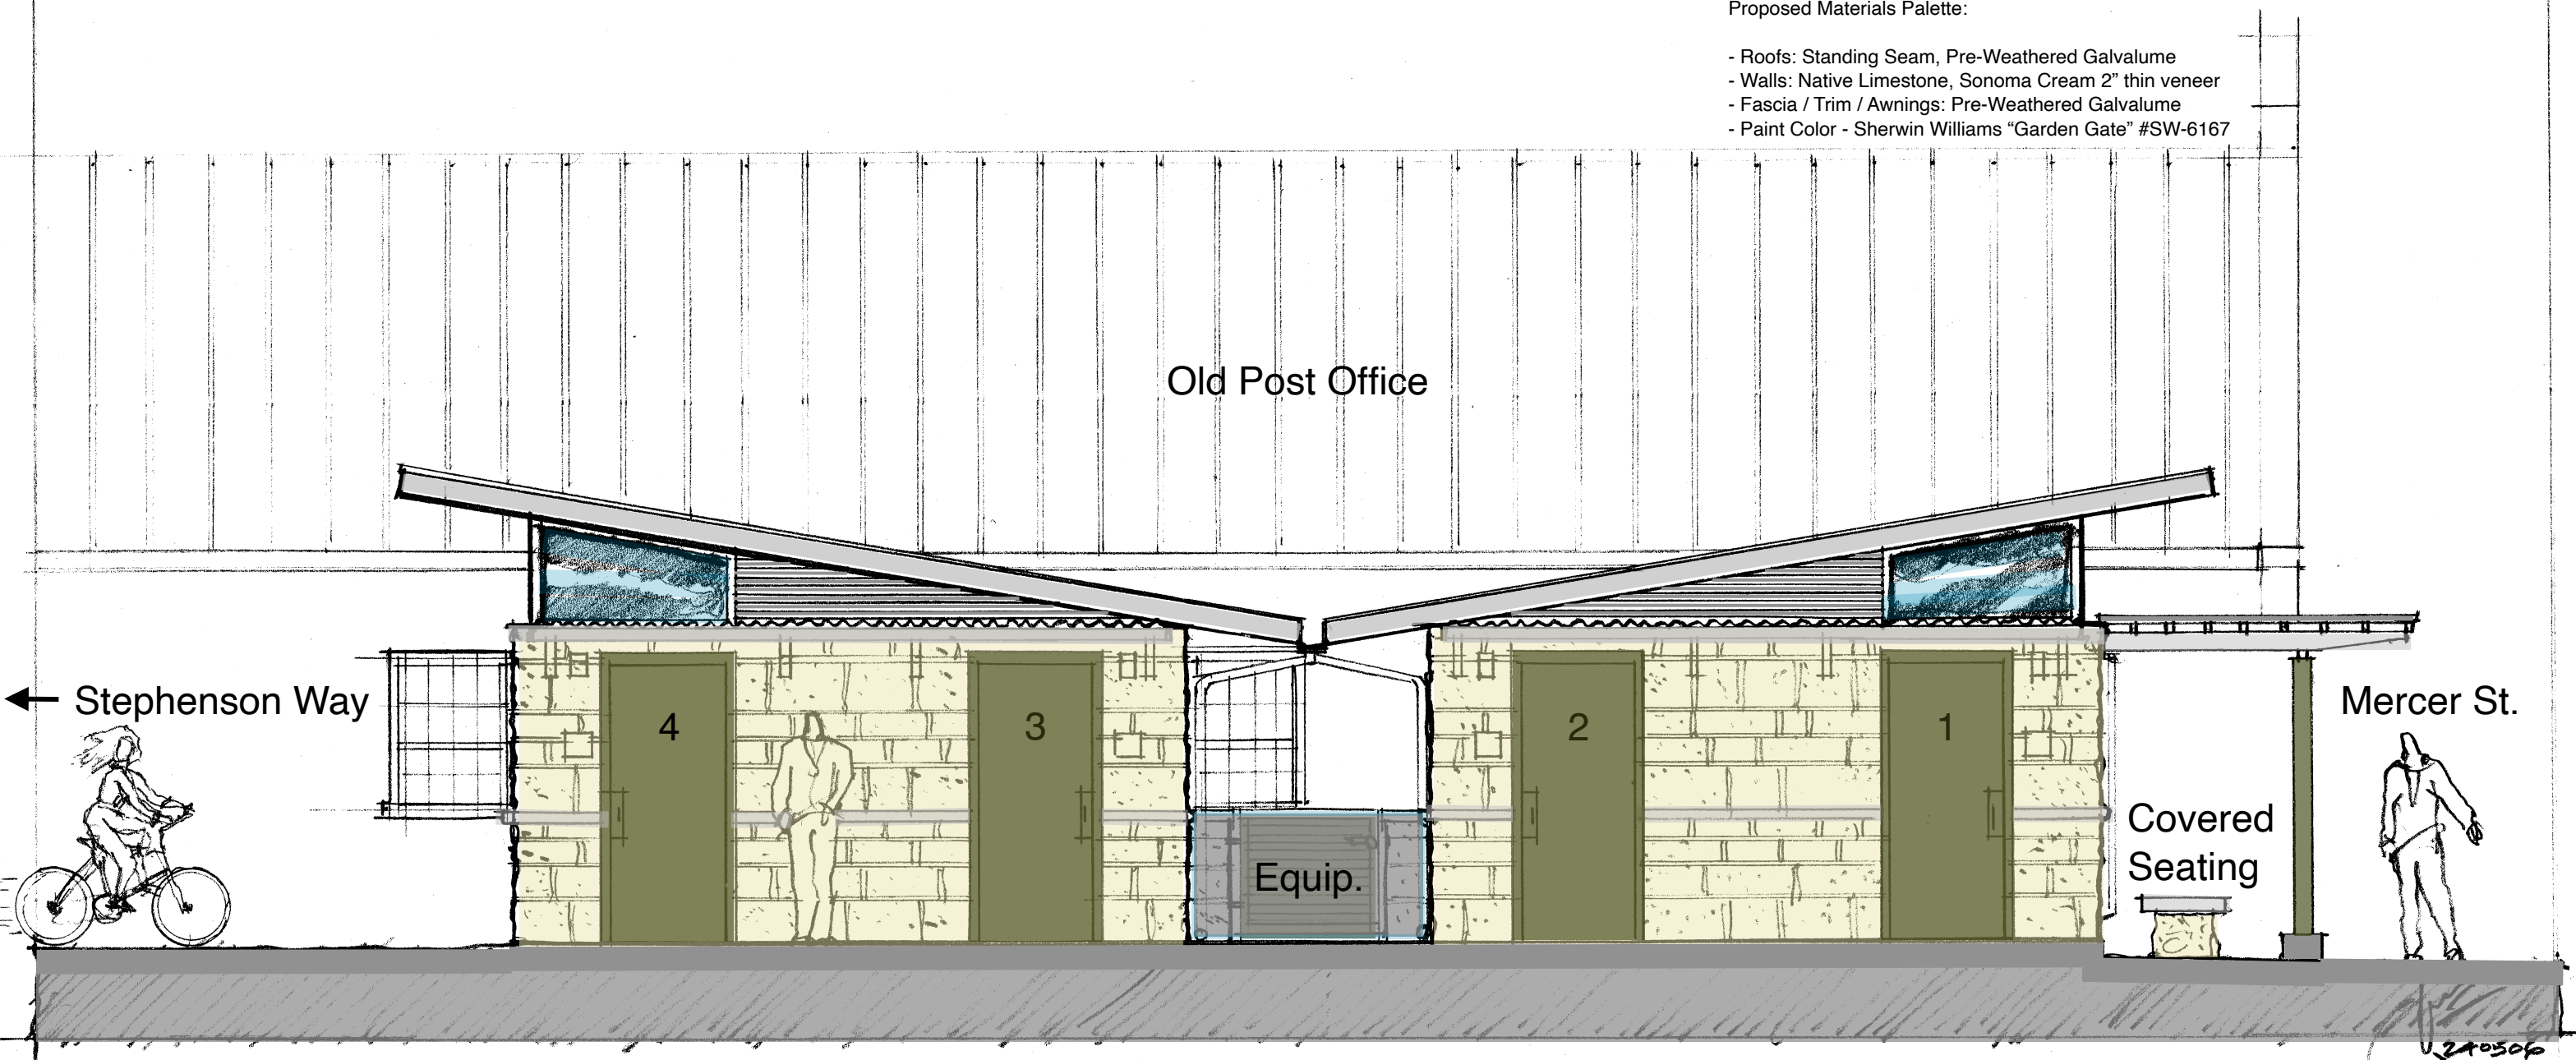 Proposed Materials Palette:
- Roofs: Standing Seam, Pre-Weathered Galvalume
- Walls: Native Limestone, Sonoma Cream 2” thin veneer
- Fascia / Trim / Awnings: Pre-Weathered Galvalume
- Paint Color - Sherwin Williams “Garden Gate” #SW-6167
Old Post Office
Stephenson Way
4
3
2
1
Mercer St.
Covered
Seating
Equip.
240506